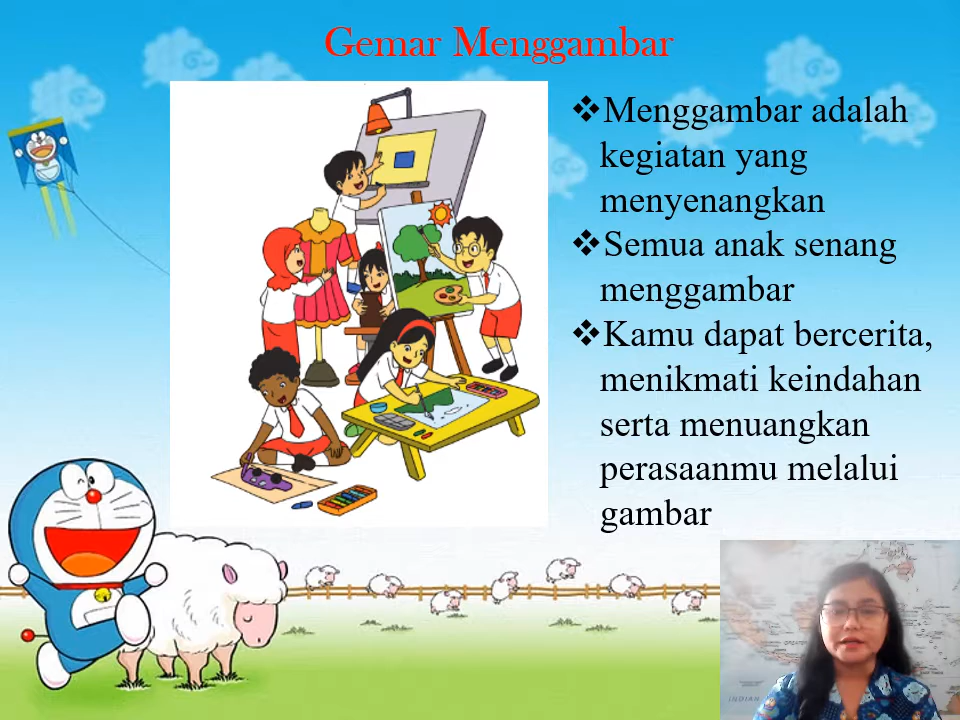 Gemar Menggambar
❖Menggambar adalah
kegiatan yang
menyenangkan
❖Semua anak senang
menggambar
❖Kamu dapat bercerita,
menikmati keindahan
serta menuangkan
perasaanmu melalui
gambar
INDIAN